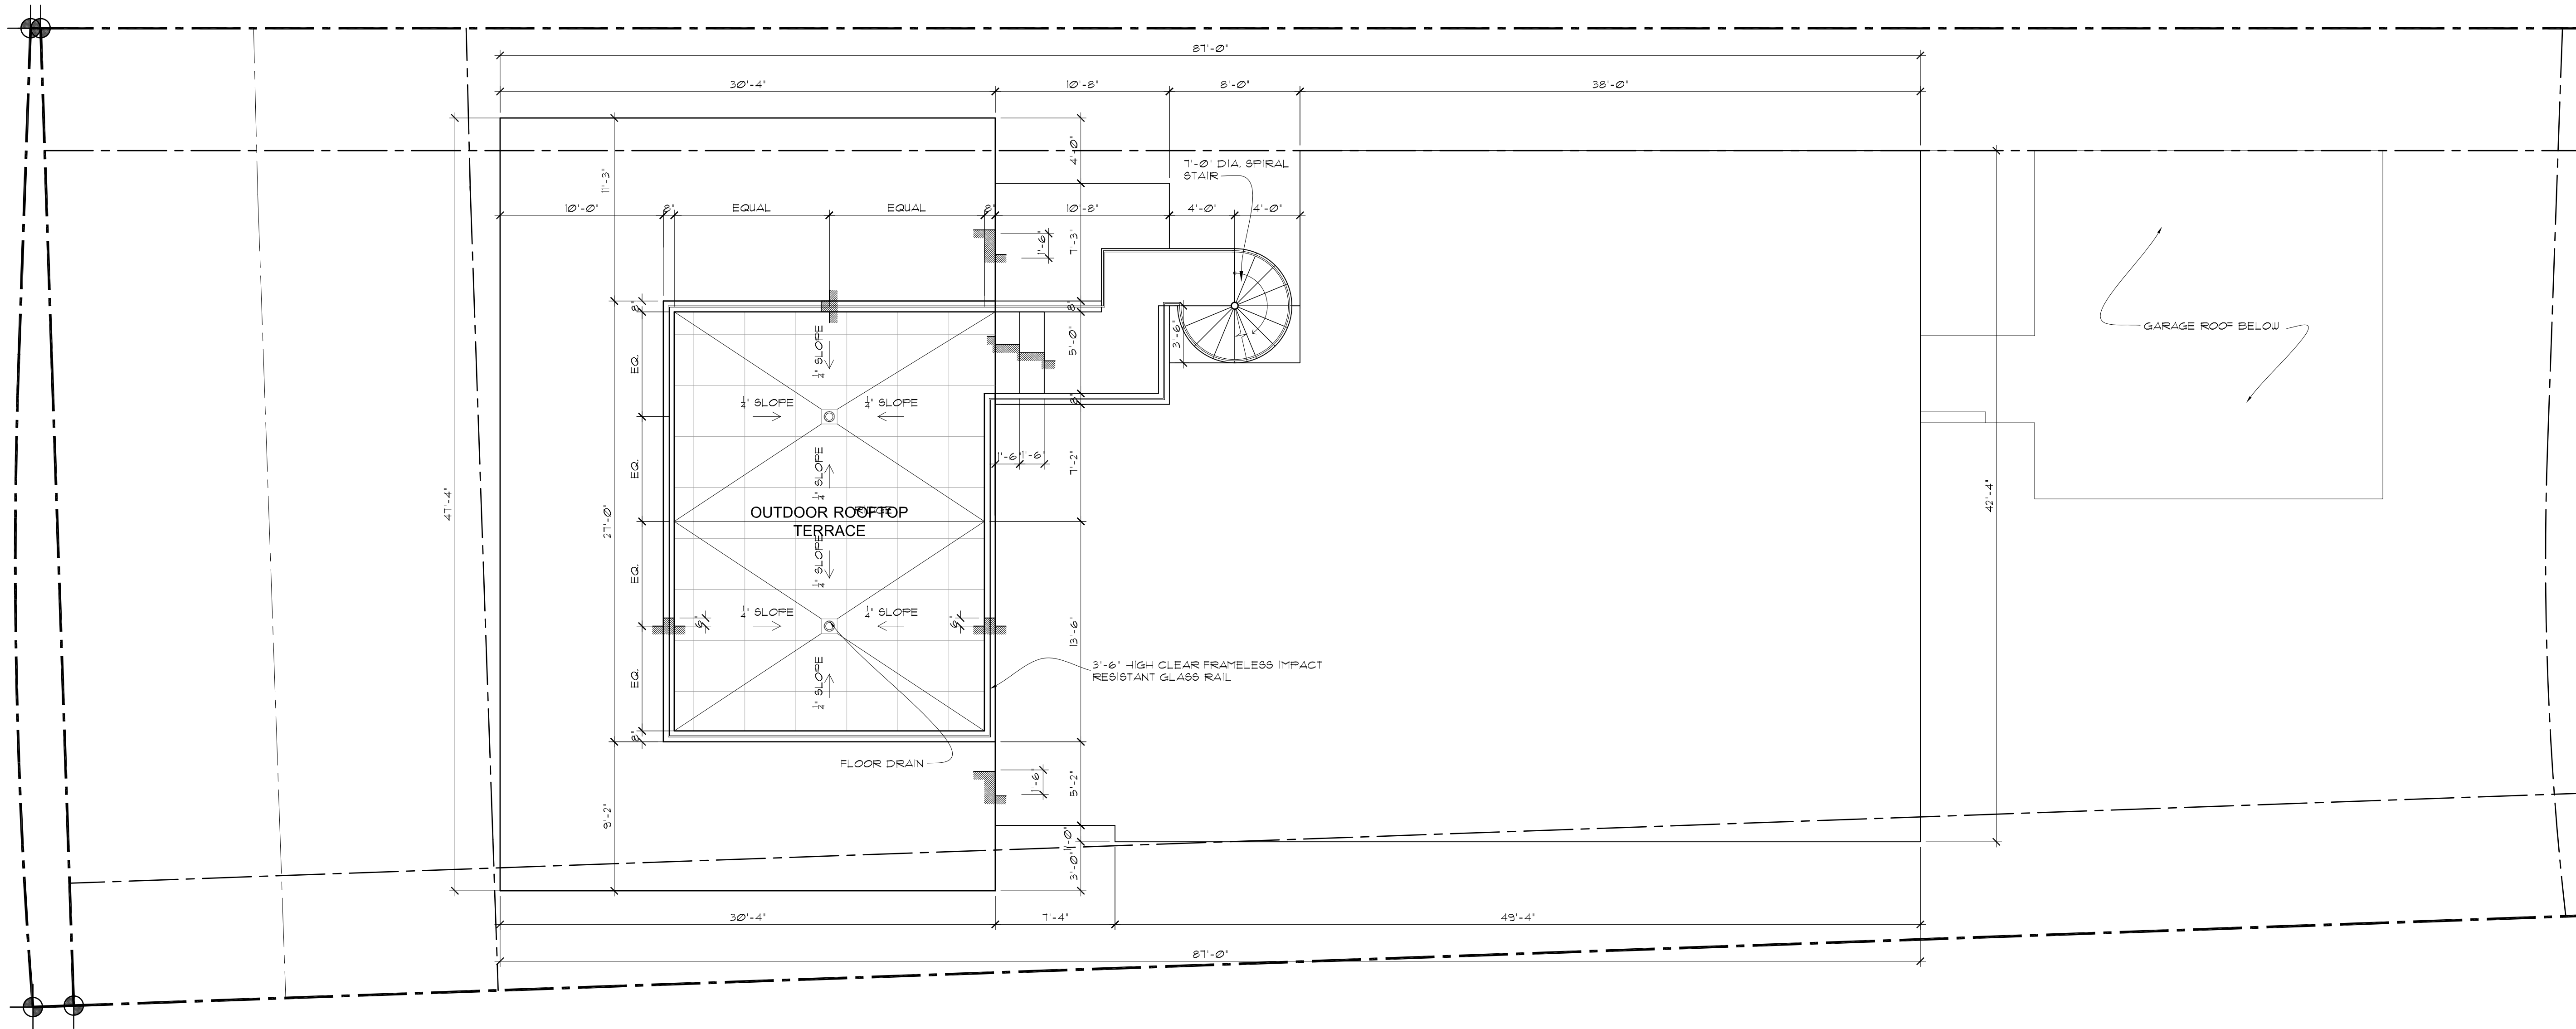 87'-0"
30'-4"
10'-8"
8'-0"
38'-0"
4'-0"
7'-0" DIA. SPIRAL
STAIR
11'-3"
10'-0"
8"
EQUAL
EQUAL
8"
10'-8"
4'-0"
4'-0"
1'-6"
7'-3"
8"
8"
3'-6"
5'-0"
GARAGE ROOF BELOW
EQ.
1/4" SLOPE
1/4" SLOPE
1/4" SLOPE
8"
EQ.
1/4" SLOPE
1'-6"
1'-6"
7'-2"
47'-4"
42'-4"
27'-0"
OUTDOOR ROOFTOP
RIDGE
TERRACE
EQ.
1/4" SLOPE
1/4" SLOPE
1/4" SLOPE
6"
6"
13'-6"
EQ.
1/4" SLOPE
3'-6" HIGH CLEAR FRAMELESS IMPACT
RESISTANT GLASS RAIL
8"
FLOOR DRAIN
1'-6"
5'-2"
9'-2"
1'-0"
3'-0"
30'-4"
7'-4"
49'-4"
87'-0"